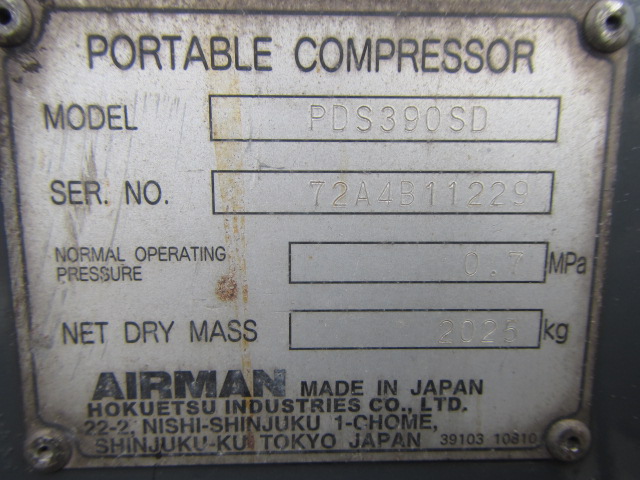 PORTABLE COMPRESSOR
MODEL PDS390SD
SER. NO. 72A4B11229
NORMAL OPERATING
PRESSURE 0.7 MPa
NET DRY MASS kg
AIRMAN MADE IN JAPAN
HOKUETSU INDUSTRIES CO., LTD.
22-2, NISHI-SHINJUKU 1-CHOME,
SHINJUKU-KU TOKYO JAPAN 39103 10810